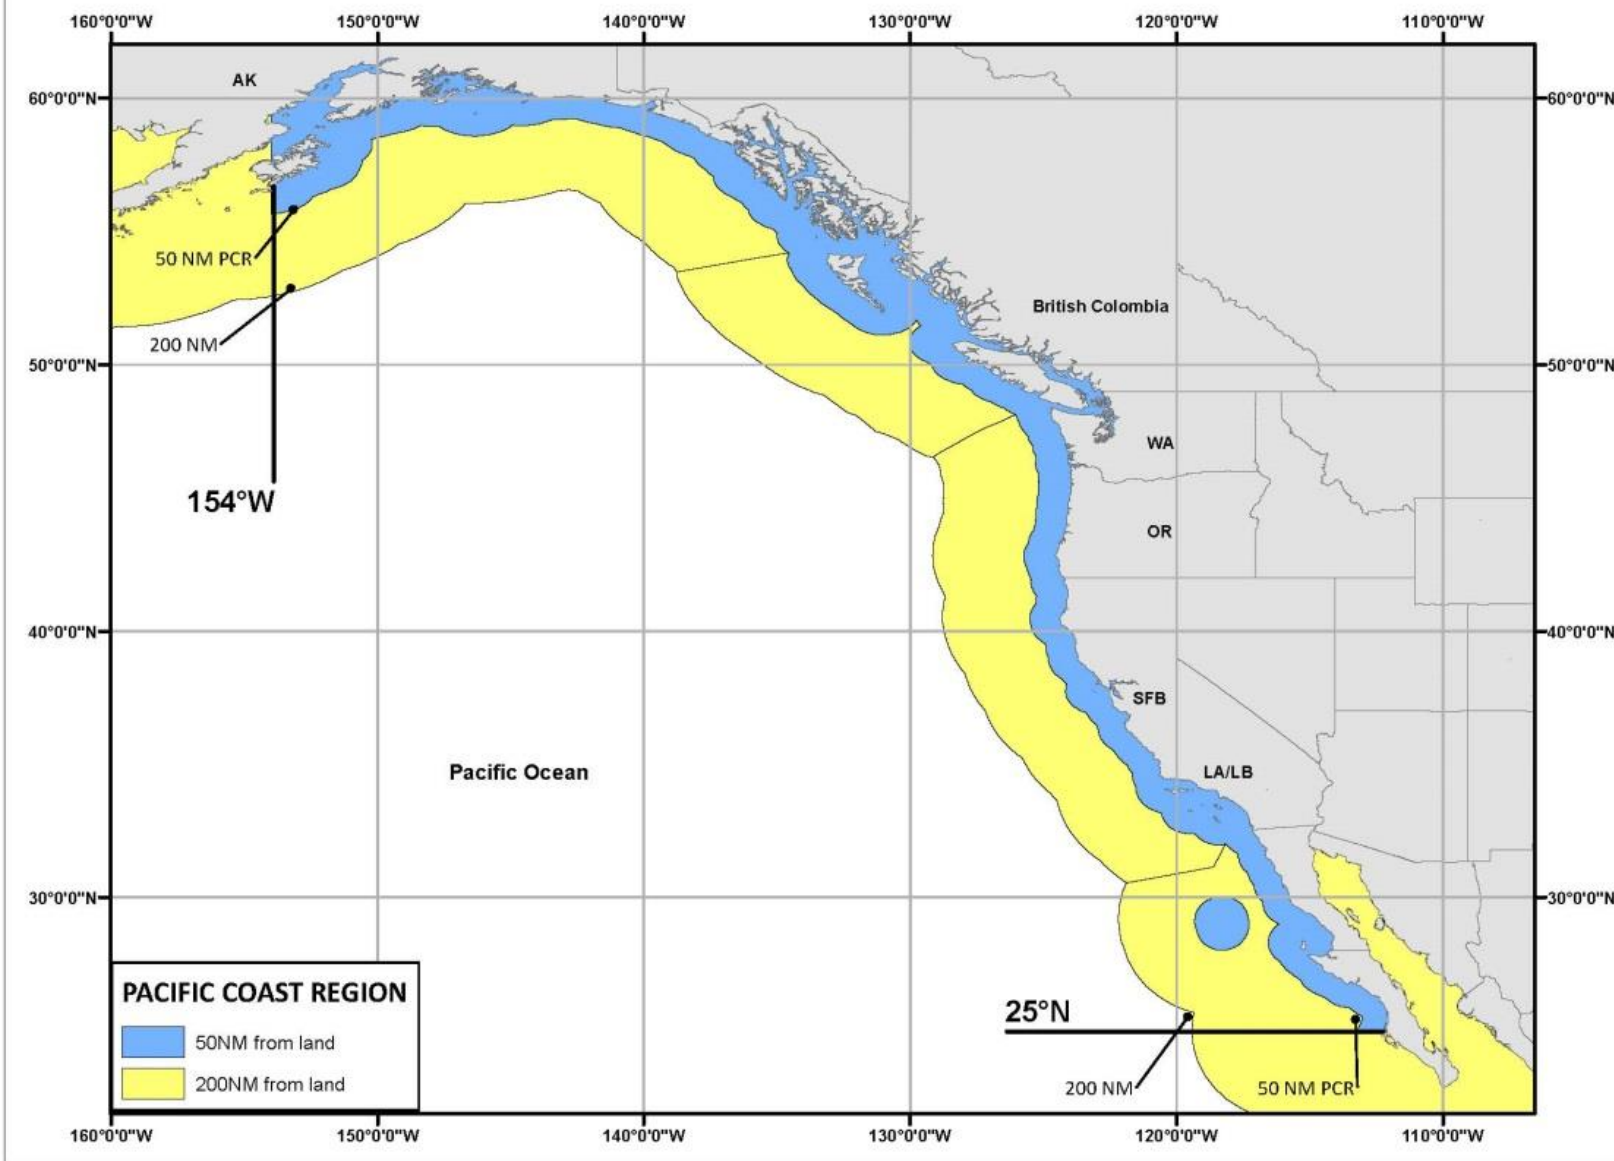 160°0'0"W 150°0'0"W 140°0'0"W 130°0'0"W 120°0'0"W 110°0'0"W
AK
60°0'0"N 60°0'0"N
50 NM PCR
British Colombia
200 NM
50°0'0"N 50°0'0"N
WA
154°W
OR
40°0'0"N 40°0'0"N
SFB
Pacific Ocean
LA/LB
30°0'0"N 30°0'0"N
PACIFIC COAST REGION
50NM from land
200NM from land
25°N
200 NM
50 NM PCR
160°0'0"W 150°0'0"W 140°0'0"W 130°0'0"W 120°0'0"W 110°0'0"W